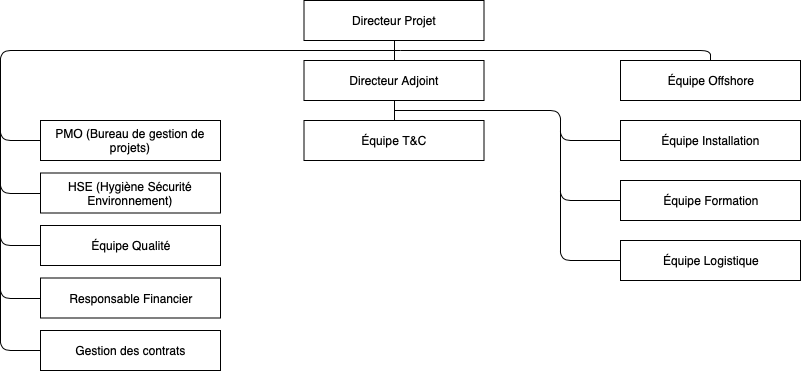 Directeur Projet
Directeur Adjoint
Équipe Offshore
PMO (Bureau de gestion de
projets)
Équipe T&C
Équipe Installation
HSE (Hygiène Sécurité
Environnement)
Équipe Formation
Équipe Qualité
Équipe Logistique
Responsable Financier
Gestion des contrats